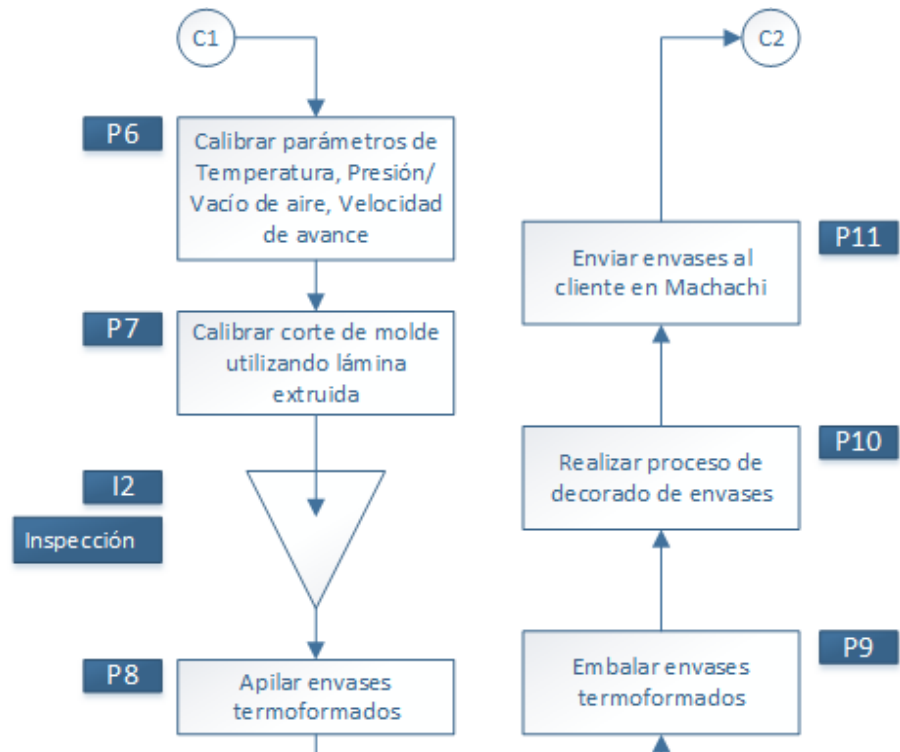 C1
P6
Calibrar parámetros de
Temperatura, Presión/
Vacío de aire, Velocidad
de avance
P7
Calibrar corte de molde
utilizando lámina
extruida
I2
Inspección
P8
Apilar envases
termoformados
C2
P11
Enviar envases al
cliente en Machachi
P10
Realizar proceso de
decorado de envases
P9
Embalar envases
termoformados